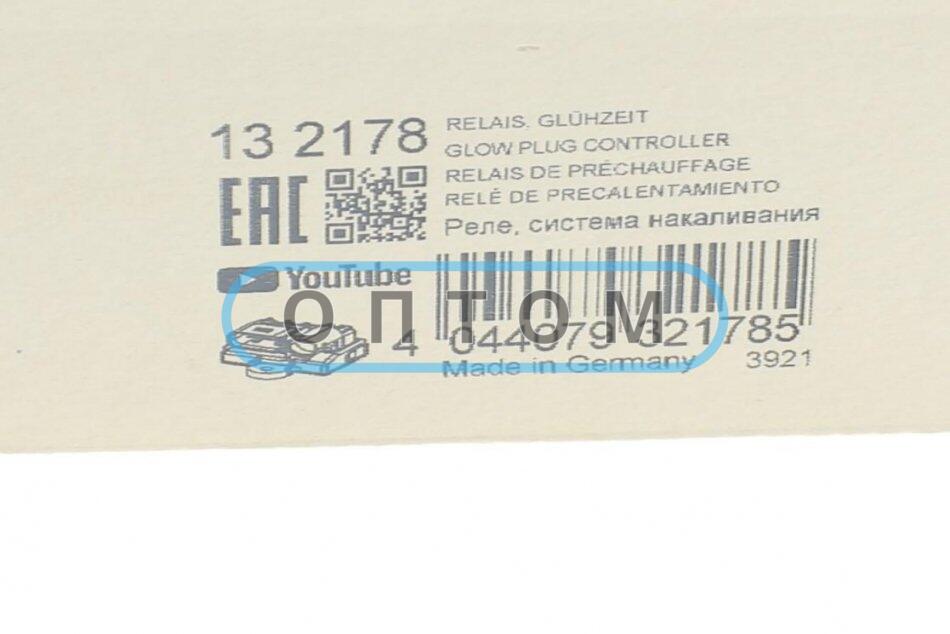 13 2178
RELAIS, GLÜHZEIT
GLOW PLUG CONTROLLER
RELAIS DE PRÉCHAUFFAGE
RELÉ DE PRECALENTAMIENTO
Реле, система накаливания
EAC
YouTube
ОПТОМ
4 044079 321785
Made in Germany
3921